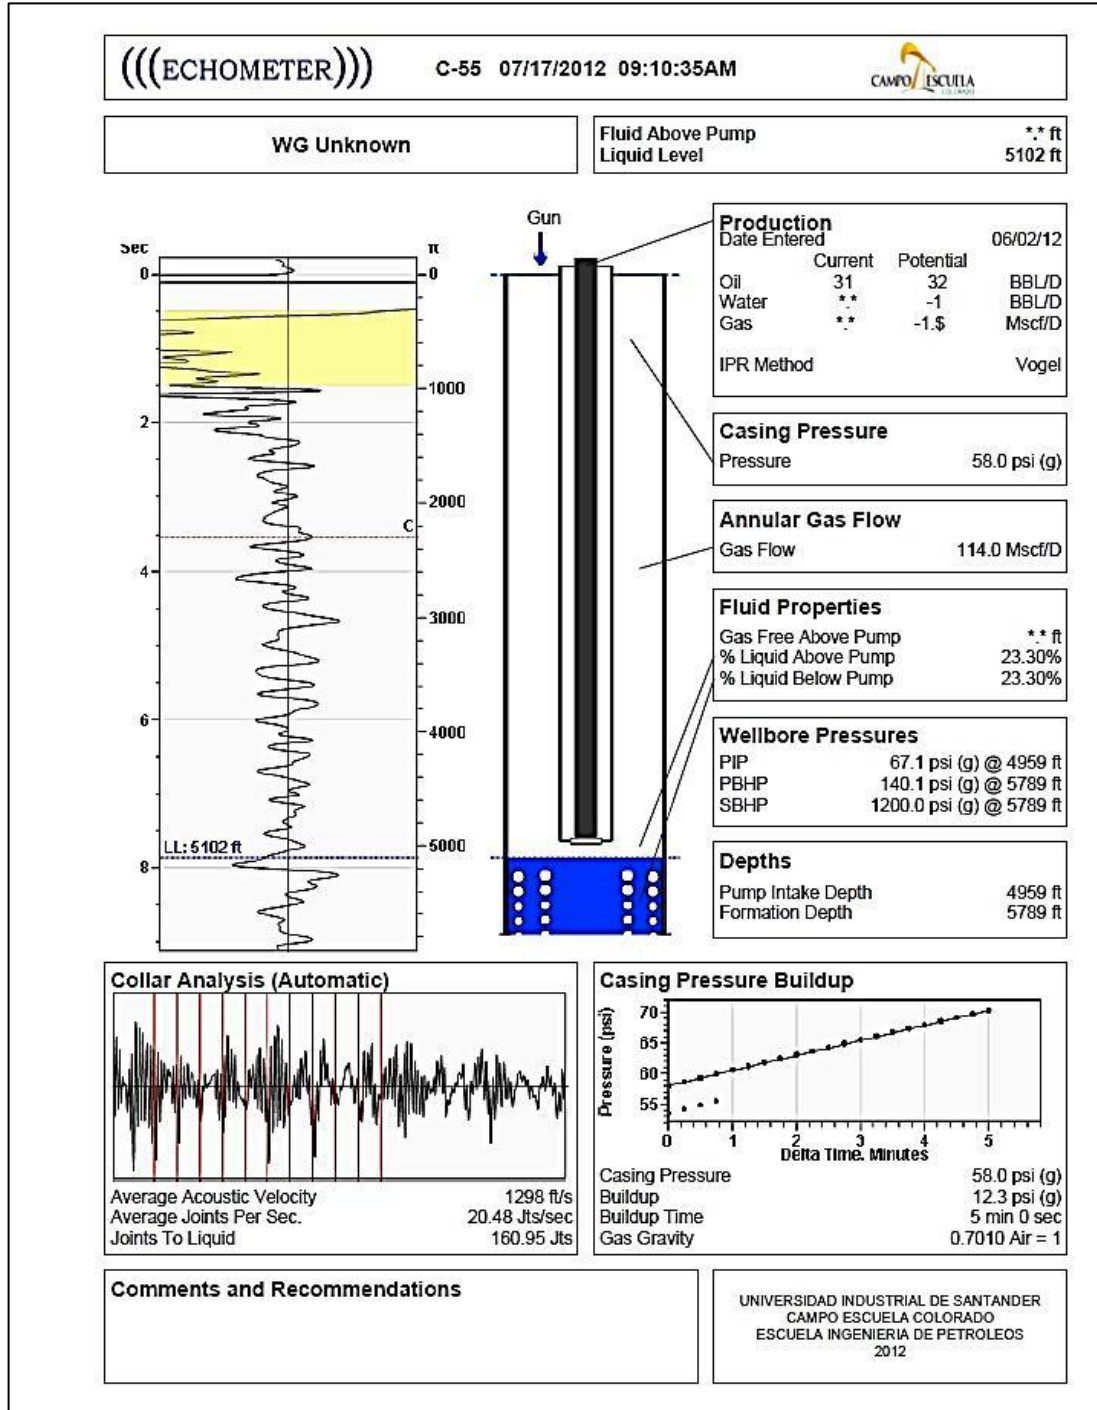 (((ECHOMETER))) C-55 07/17/2012 09:10:35AM CAMPO ESCUELA COLORADO
WG Unknown
Fluid Above Pump *.* ft
Liquid Level 5102 ft
Gun
Sec ft
0 0
1000
2
2000
C
4
3000
6
4000
LL: 5102 ft
5000
8
Production
Date Entered 06/02/12
Current Potential
Oil 31 32 BBL/D
Water *.* -1 BBL/D
Gas *.* -1.$ Mscf/D
IPR Method Vogel
Casing Pressure
Pressure 58.0 psi (g)
Annular Gas Flow
Gas Flow 114.0 Mscf/D
Fluid Properties
Gas Free Above Pump *.* ft
% Liquid Above Pump 23.30%
% Liquid Below Pump 23.30%
Wellbore Pressures
PIP 67.1 psi (g) @ 4959 ft
PBHP 140.1 psi (g) @ 5789 ft
SBHP 1200.0 psi (g) @ 5789 ft
Depths
Pump Intake Depth 4959 ft
Formation Depth 5789 ft
Collar Analysis (Automatic)
Average Acoustic Velocity 1298 ft/s
Average Joints Per Sec. 20.48 Jts/sec
Joints To Liquid 160.95 Jts
Casing Pressure Buildup
Pressure (psi)
70
65
60
55
0 1 2 3 4 5
Delta Time. Minutes
Casing Pressure 58.0 psi (g)
Buildup 12.3 psi (g)
Buildup Time 5 min 0 sec
Gas Gravity 0.7010 Air = 1
Comments and Recommendations
UNIVERSIDAD INDUSTRIAL DE SANTANDER
CAMPO ESCUELA COLORADO
ESCUELA INGENIERIA DE PETROLEOS
2012